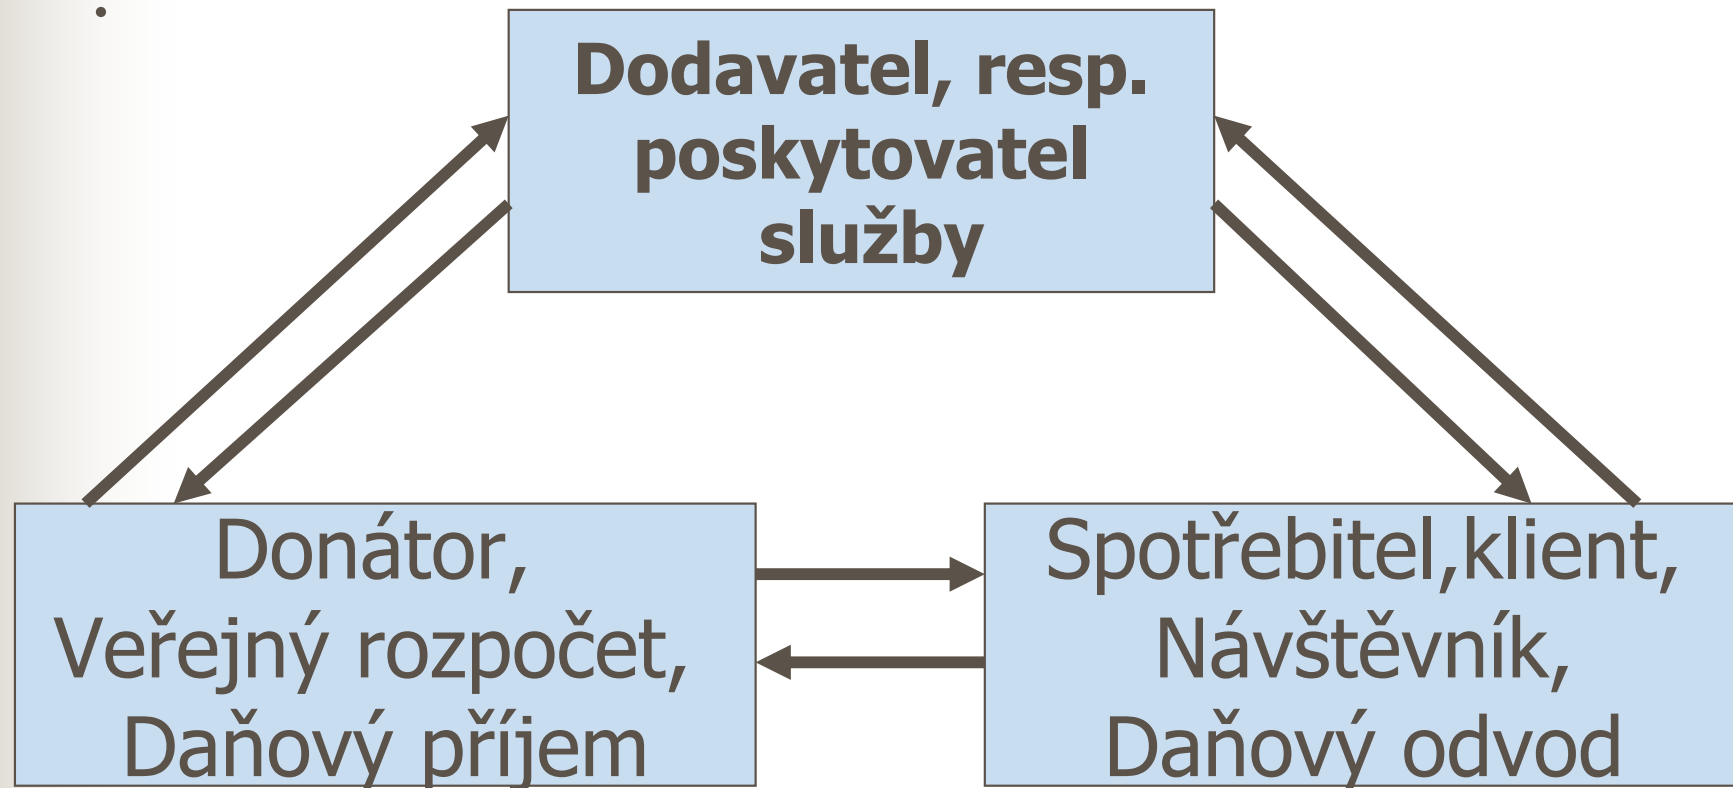 Dodavatel, resp.
poskytovatel
služby
Donátor,
Veřejný rozpočet,
Daňový příjem
Spotřebitel,klient,
Návštěvník,
Daňový odvod